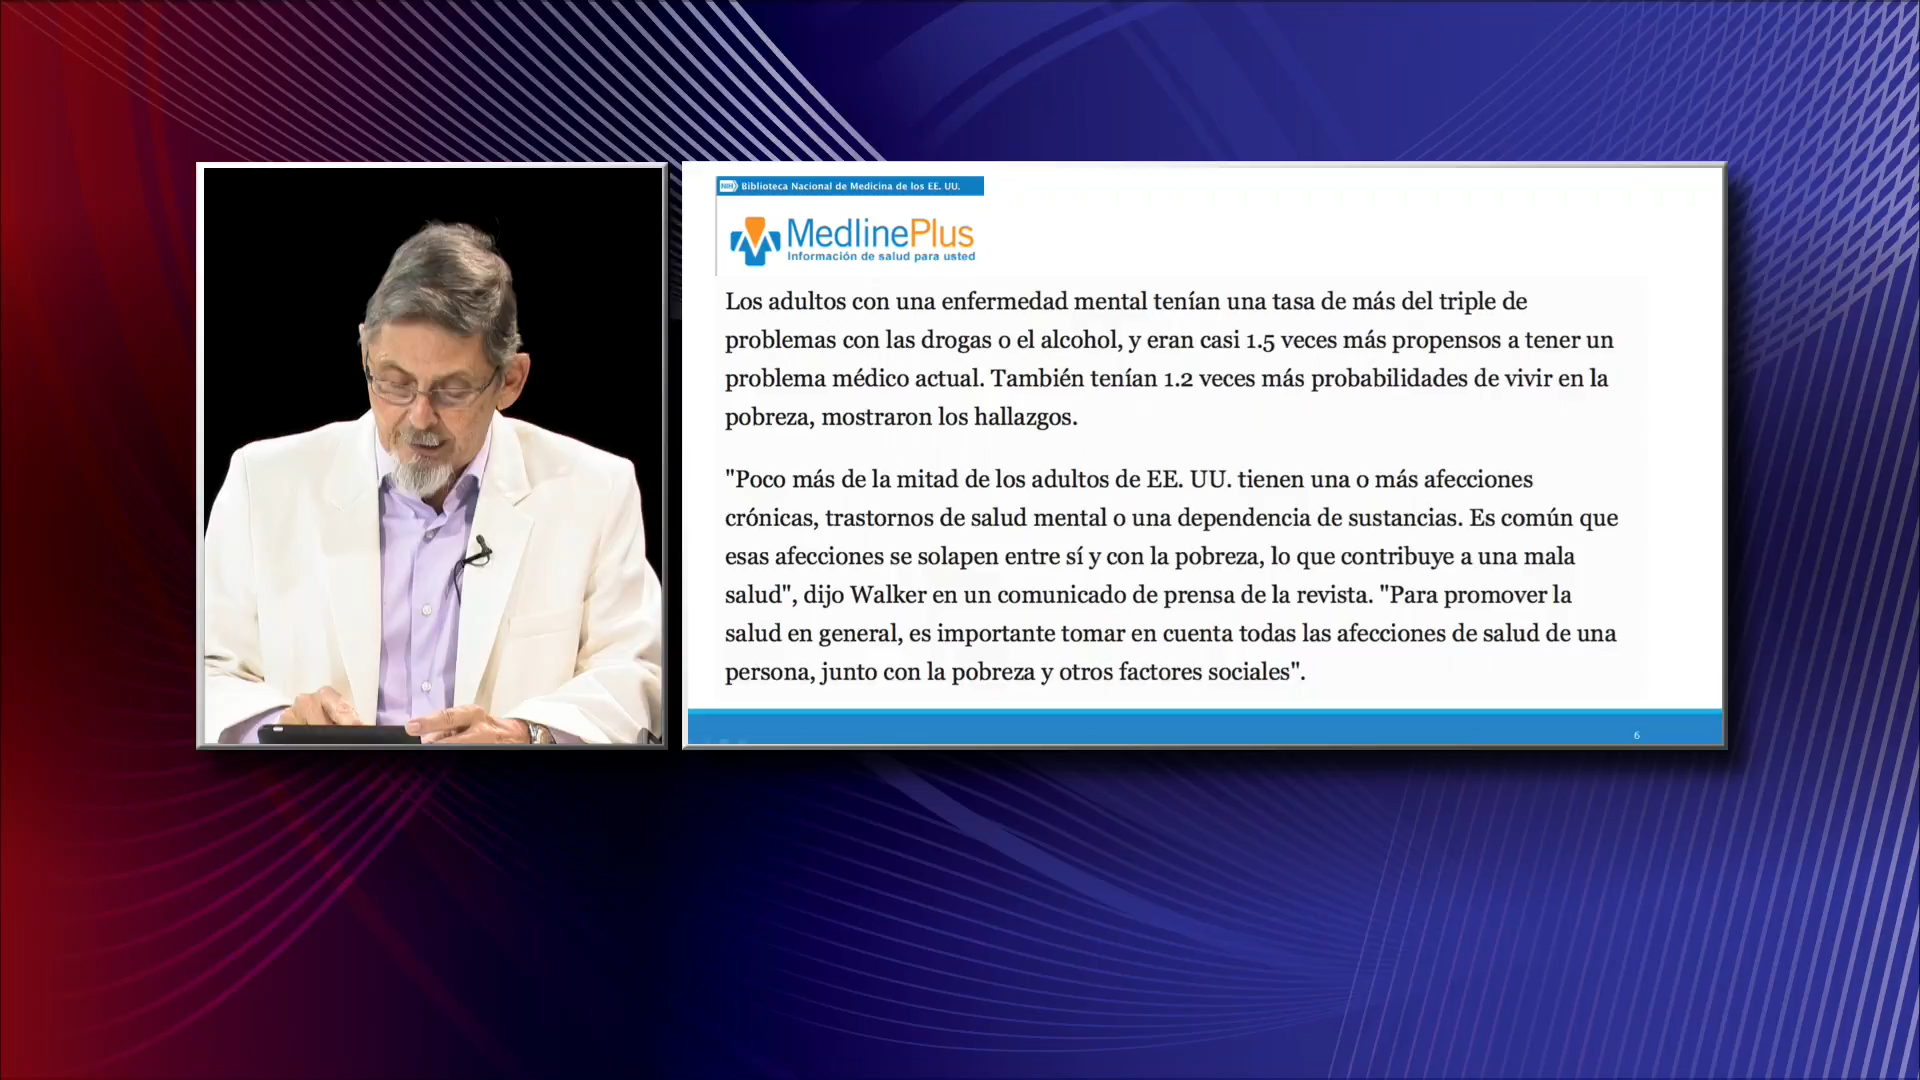 NIH Biblioteca Nacional de Medicina de los EE. UU.
MedlinePlus
Información de salud para usted
Los adultos con una enfermedad mental tenían una tasa de más del triple de
problemas con las drogas o el alcohol, y eran casi 1.5 veces más propensos a tener un
problema médico actual. También tenían 1.2 veces más probabilidades de vivir en la
pobreza, mostraron los hallazgos.
"Poco más de la mitad de los adultos de EE. UU. tienen una o más afecciones
crónicas, trastornos de salud mental o una dependencia de sustancias. Es común que
esas afecciones se solapen entre sí y con la pobreza, lo que contribuye a una mala
salud", dijo Walker en un comunicado de prensa de la revista. "Para promover la
salud en general, es importante tomar en cuenta todas las afecciones de salud de una
persona, junto con la pobreza y otros factores sociales".
6